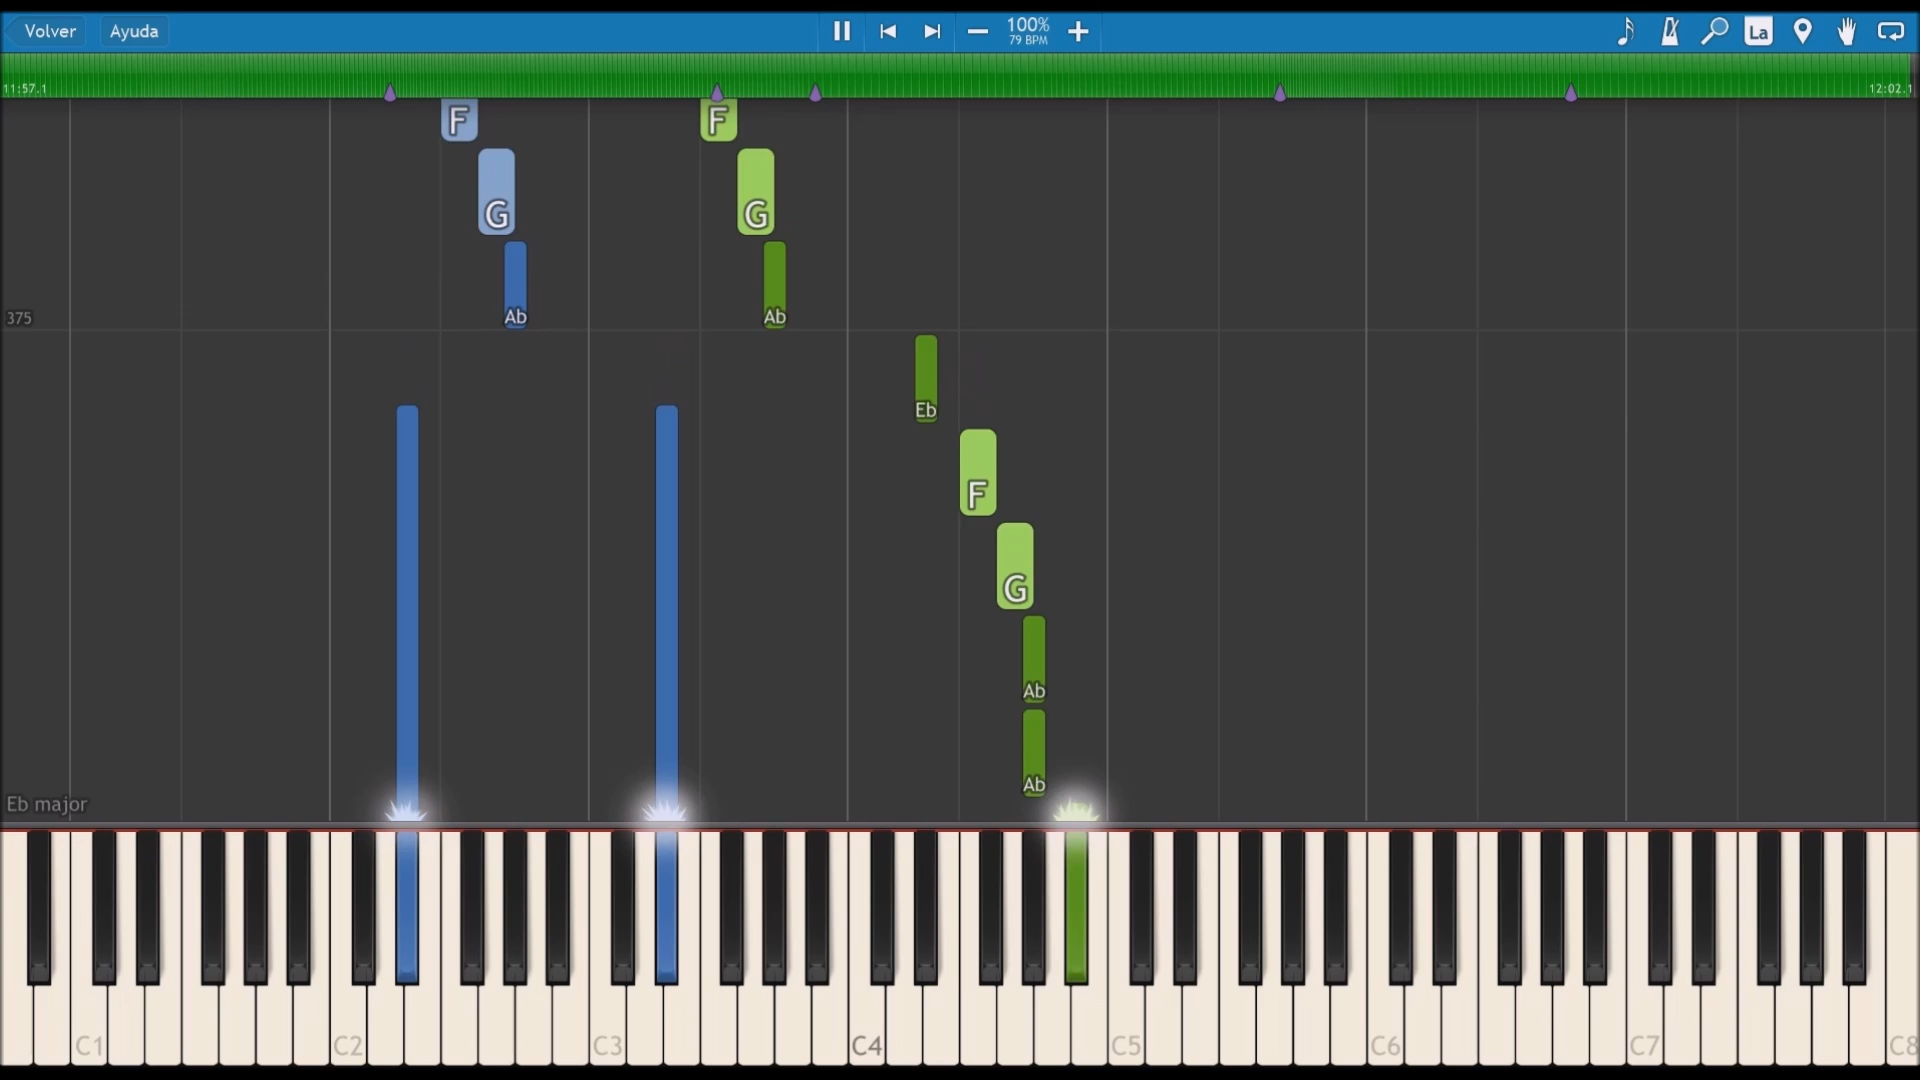 Volver Ayuda 100% La
79 BPM
11:57.1 12:02.1
F F
G G
Ab Ab
375
Eb
F
G
Ab
Ab
Eb major
C1 C2 C3 C4 C5 C6 C7 C8